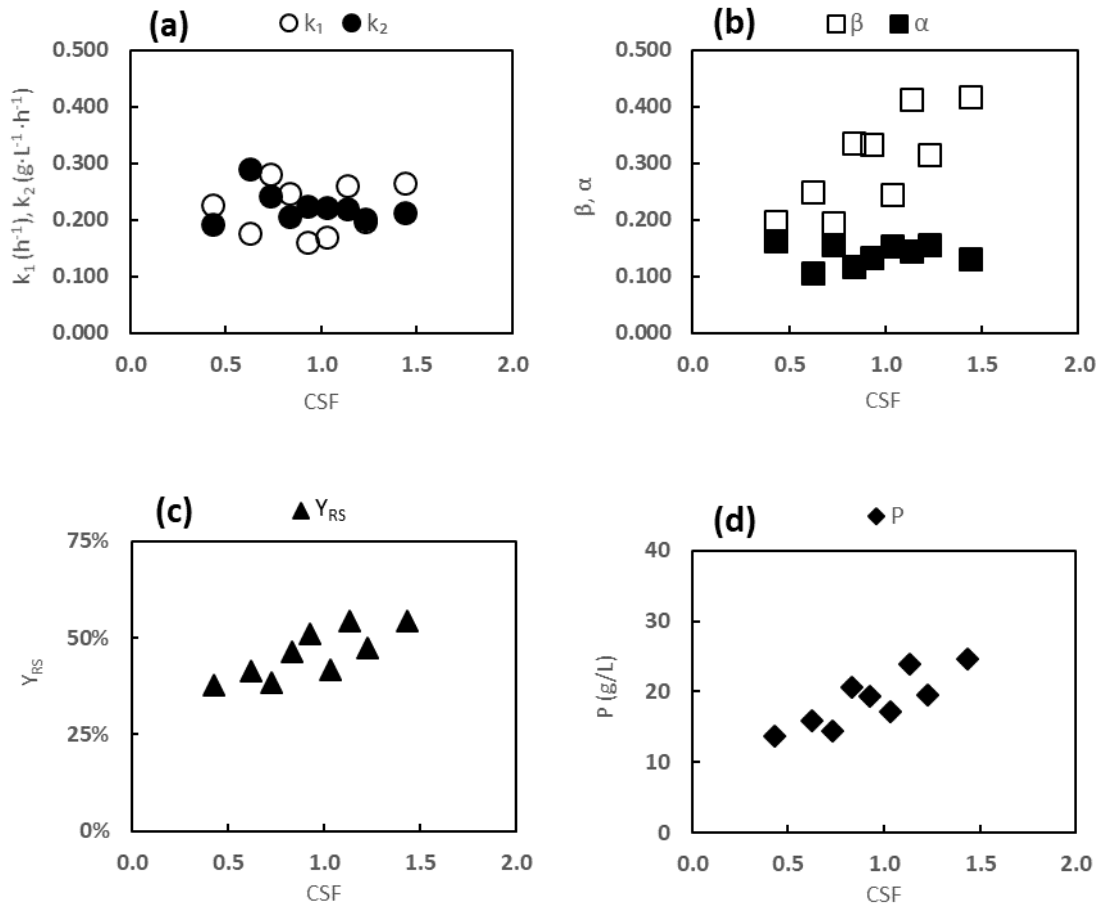 (a) k₁ k₂
0.500
0.400
0.300
0.200
0.100
0.000
k₁ (h⁻¹), k₂ (g·L⁻¹·h⁻¹)
0.0 0.5 1.0 1.5 2.0
CSF
(b) β α
0.500
0.400
0.300
0.200
0.100
0.000
β, α
0.0 0.5 1.0 1.5 2.0
CSF
(c) Y_RS
75%
50%
25%
0%
Y_RS
0.0 0.5 1.0 1.5 2.0
CSF
(d) P
40
30
20
10
0
P (g/L)
0.0 0.5 1.0 1.5 2.0
CSF